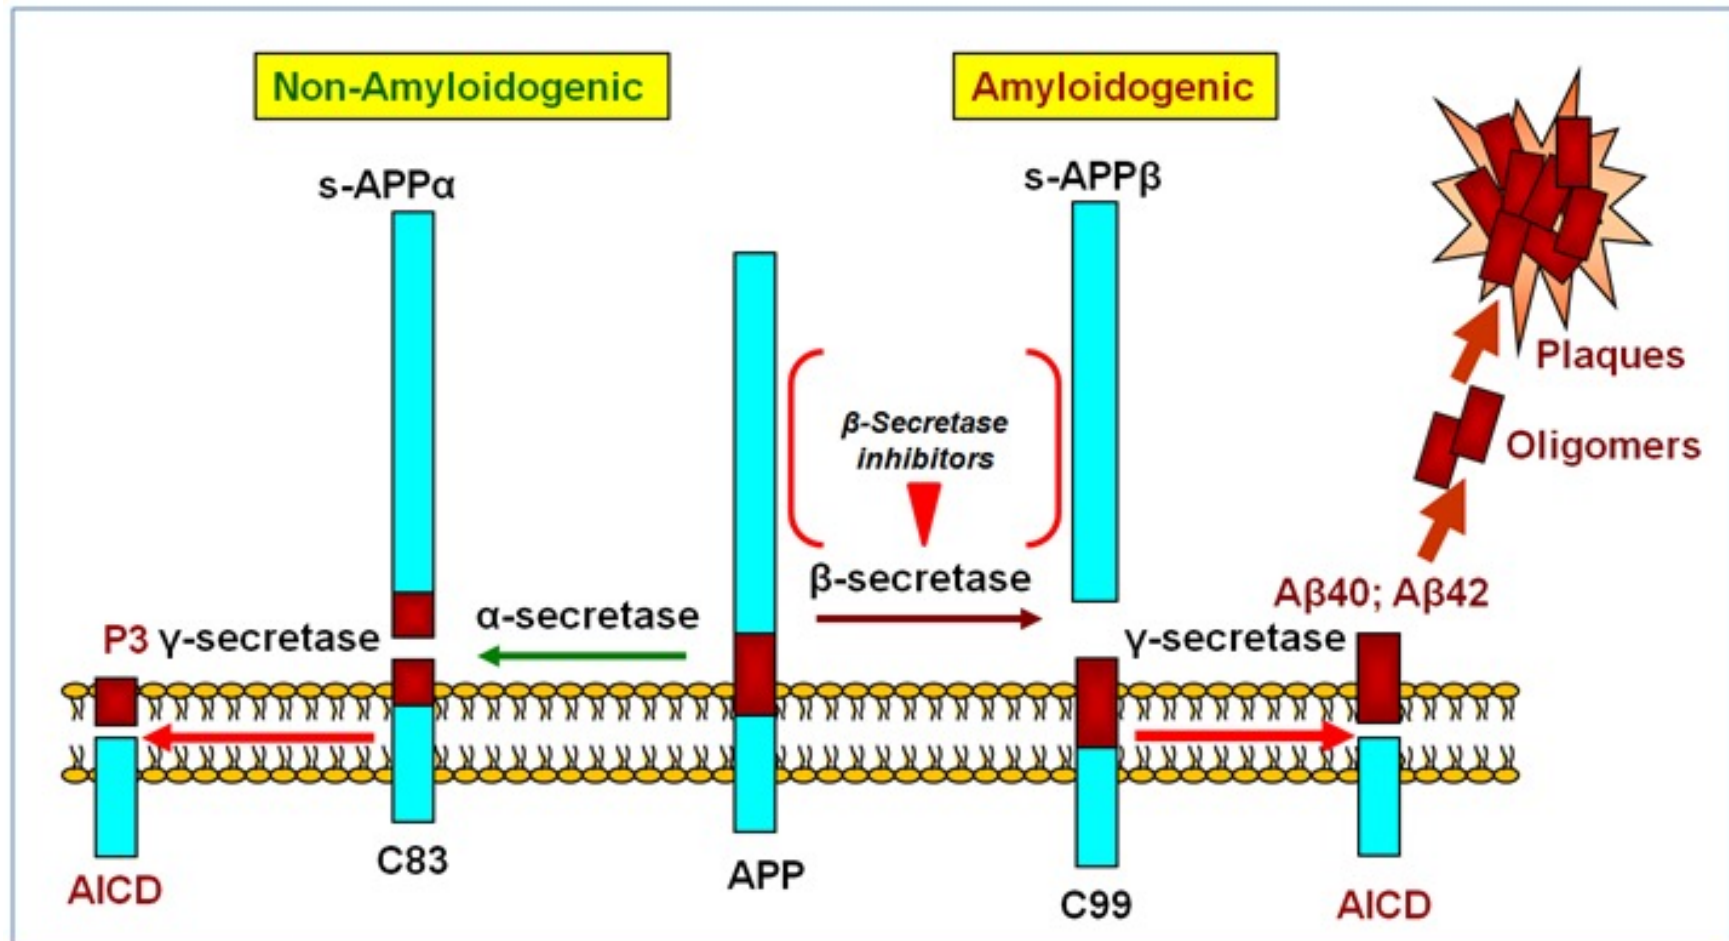 Non-Amyloidogenic
Amyloidogenic
s-APPα
s-APPβ
β-Secretase
inhibitors
Plaques
Oligomers
β-secretase
Aβ40; Aβ42
α-secretase
P3 γ-secretase
γ-secretase
C83
APP
AICD
C99
AICD